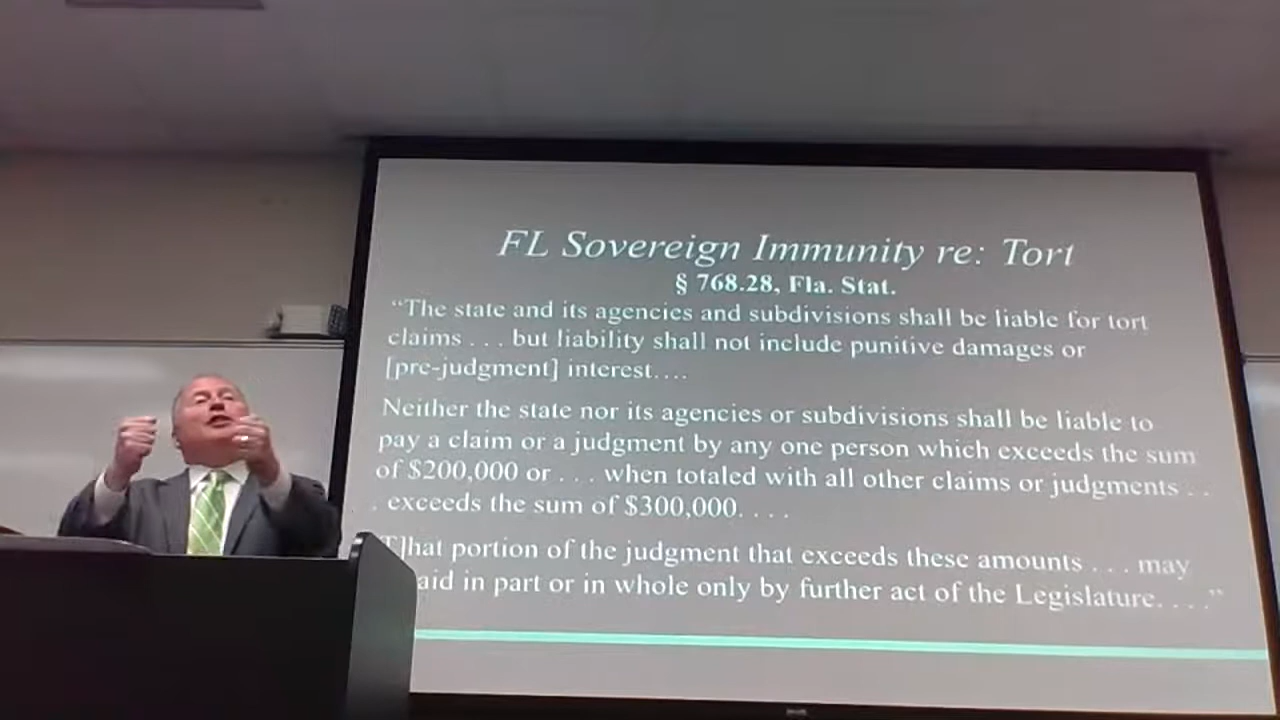 FL Sovereign Immunity re: Tort
§ 768.28, Fla. Stat.
“The state and its agencies and subdivisions shall be liable for tort
claims . . . but liability shall not include punitive damages or
[pre-judgment] interest....
Neither the state nor its agencies or subdivisions shall be liable to
pay a claim or a judgment by any one person which exceeds the sum
of $200,000 or . . . when totaled with all other claims or judgments . .
. exceeds the sum of $300,000. . . .
T]hat portion of the judgment that exceeds these amounts . . . may
aid in part or in whole only by further act of the Legislature. . . .”